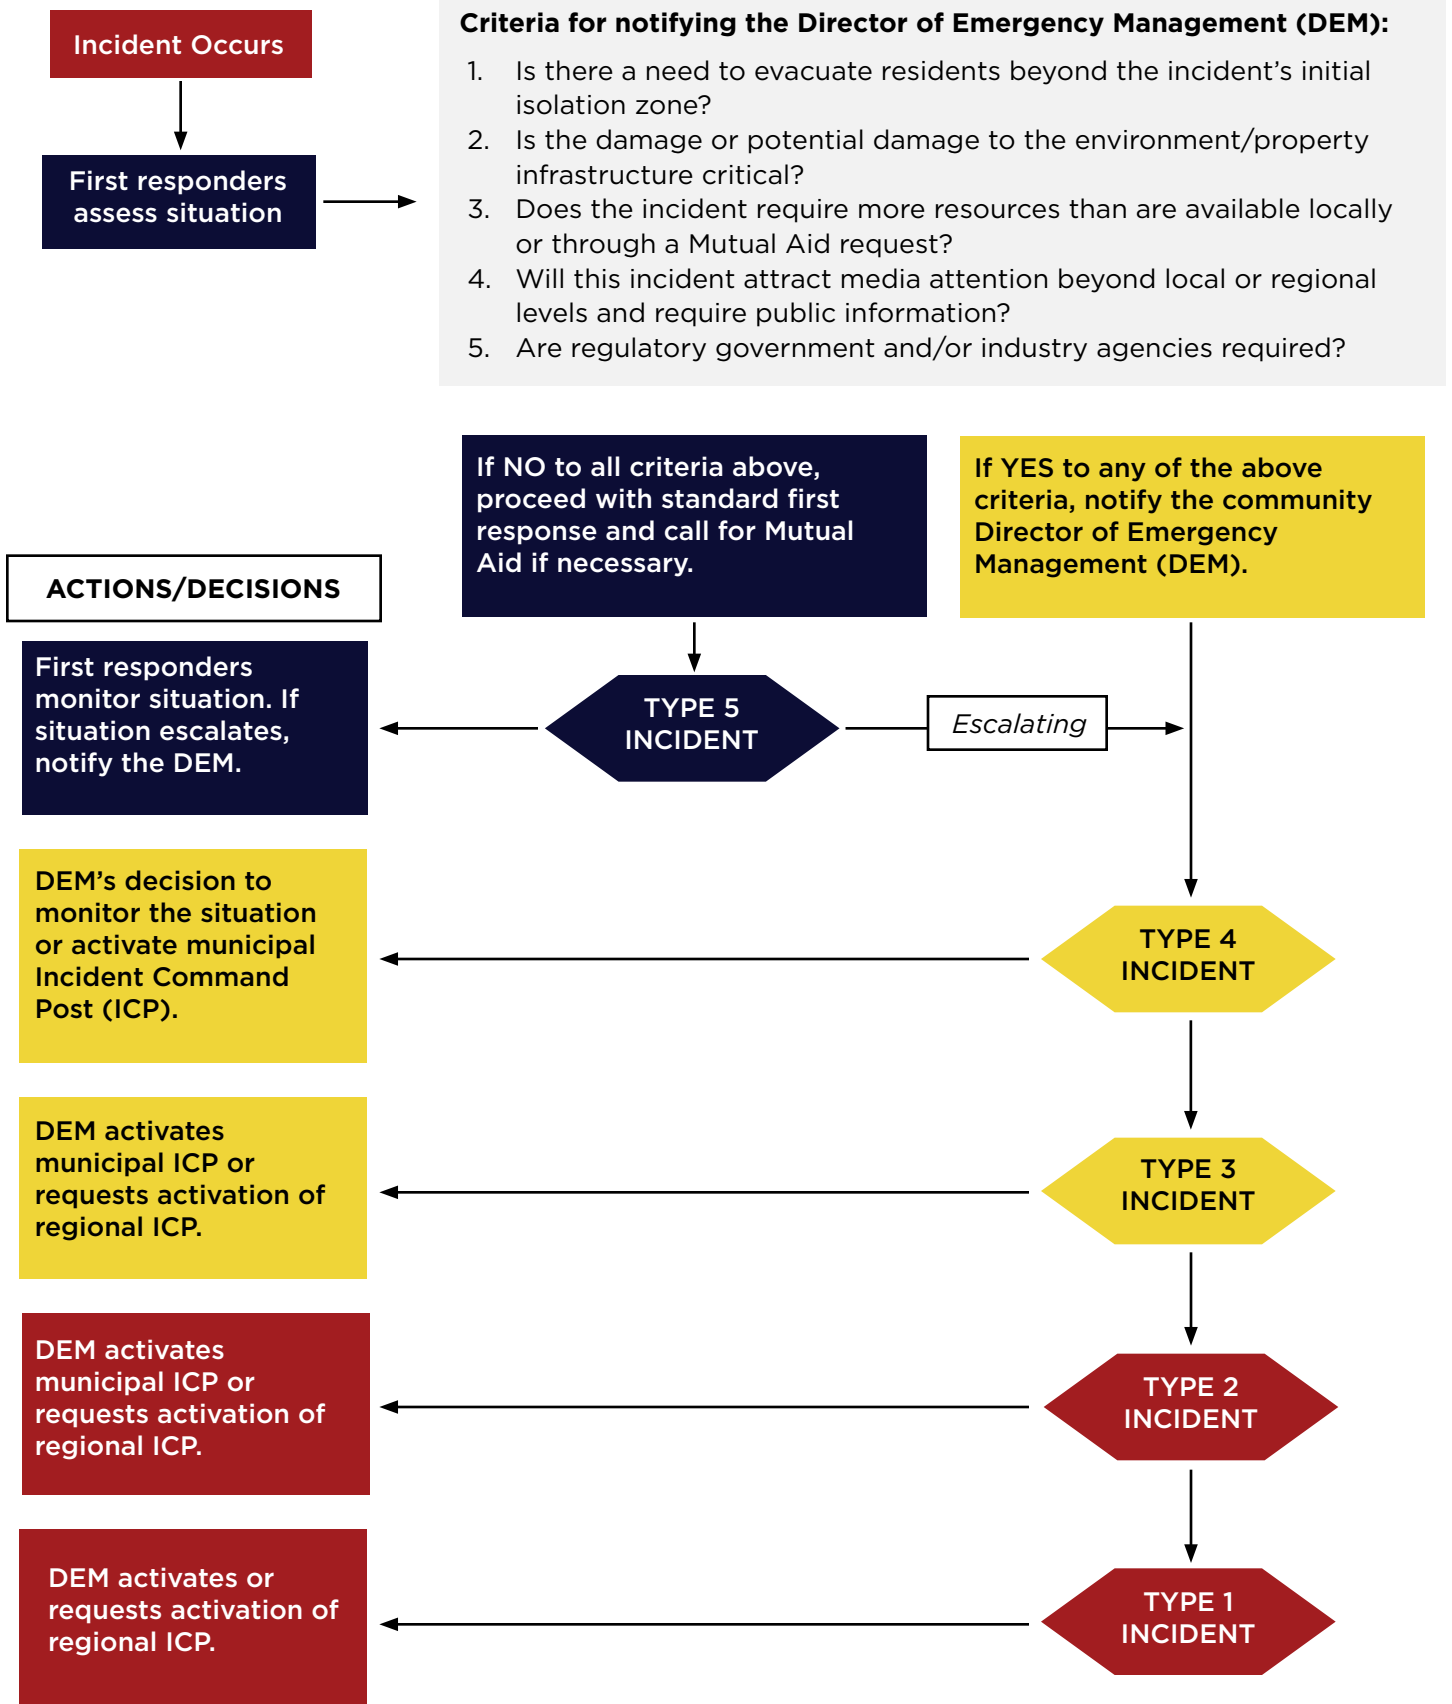 Incident Occurs
First responders
assess situation
Criteria for notifying the Director of Emergency Management (DEM):
1. Is there a need to evacuate residents beyond the incident’s initial
isolation zone?
2. Is the damage or potential damage to the environment/property
infrastructure critical?
3. Does the incident require more resources than are available locally
or through a Mutual Aid request?
4. Will this incident attract media attention beyond local or regional
levels and require public information?
5. Are regulatory government and/or industry agencies required?
If NO to all criteria above,
proceed with standard first
response and call for Mutual
Aid if necessary.
If YES to any of the above
criteria, notify the community
Director of Emergency
Management (DEM).
ACTIONS/DECISIONS
First responders
monitor situation. If
situation escalates,
notify the DEM.
TYPE 5
INCIDENT
Escalating
DEM’s decision to
monitor the situation
or activate municipal
Incident Command
Post (ICP).
TYPE 4
INCIDENT
DEM activates
municipal ICP or
requests activation of
regional ICP.
TYPE 3
INCIDENT
DEM activates
municipal ICP or
requests activation of
regional ICP.
TYPE 2
INCIDENT
DEM activates or
requests activation of
regional ICP.
TYPE 1
INCIDENT